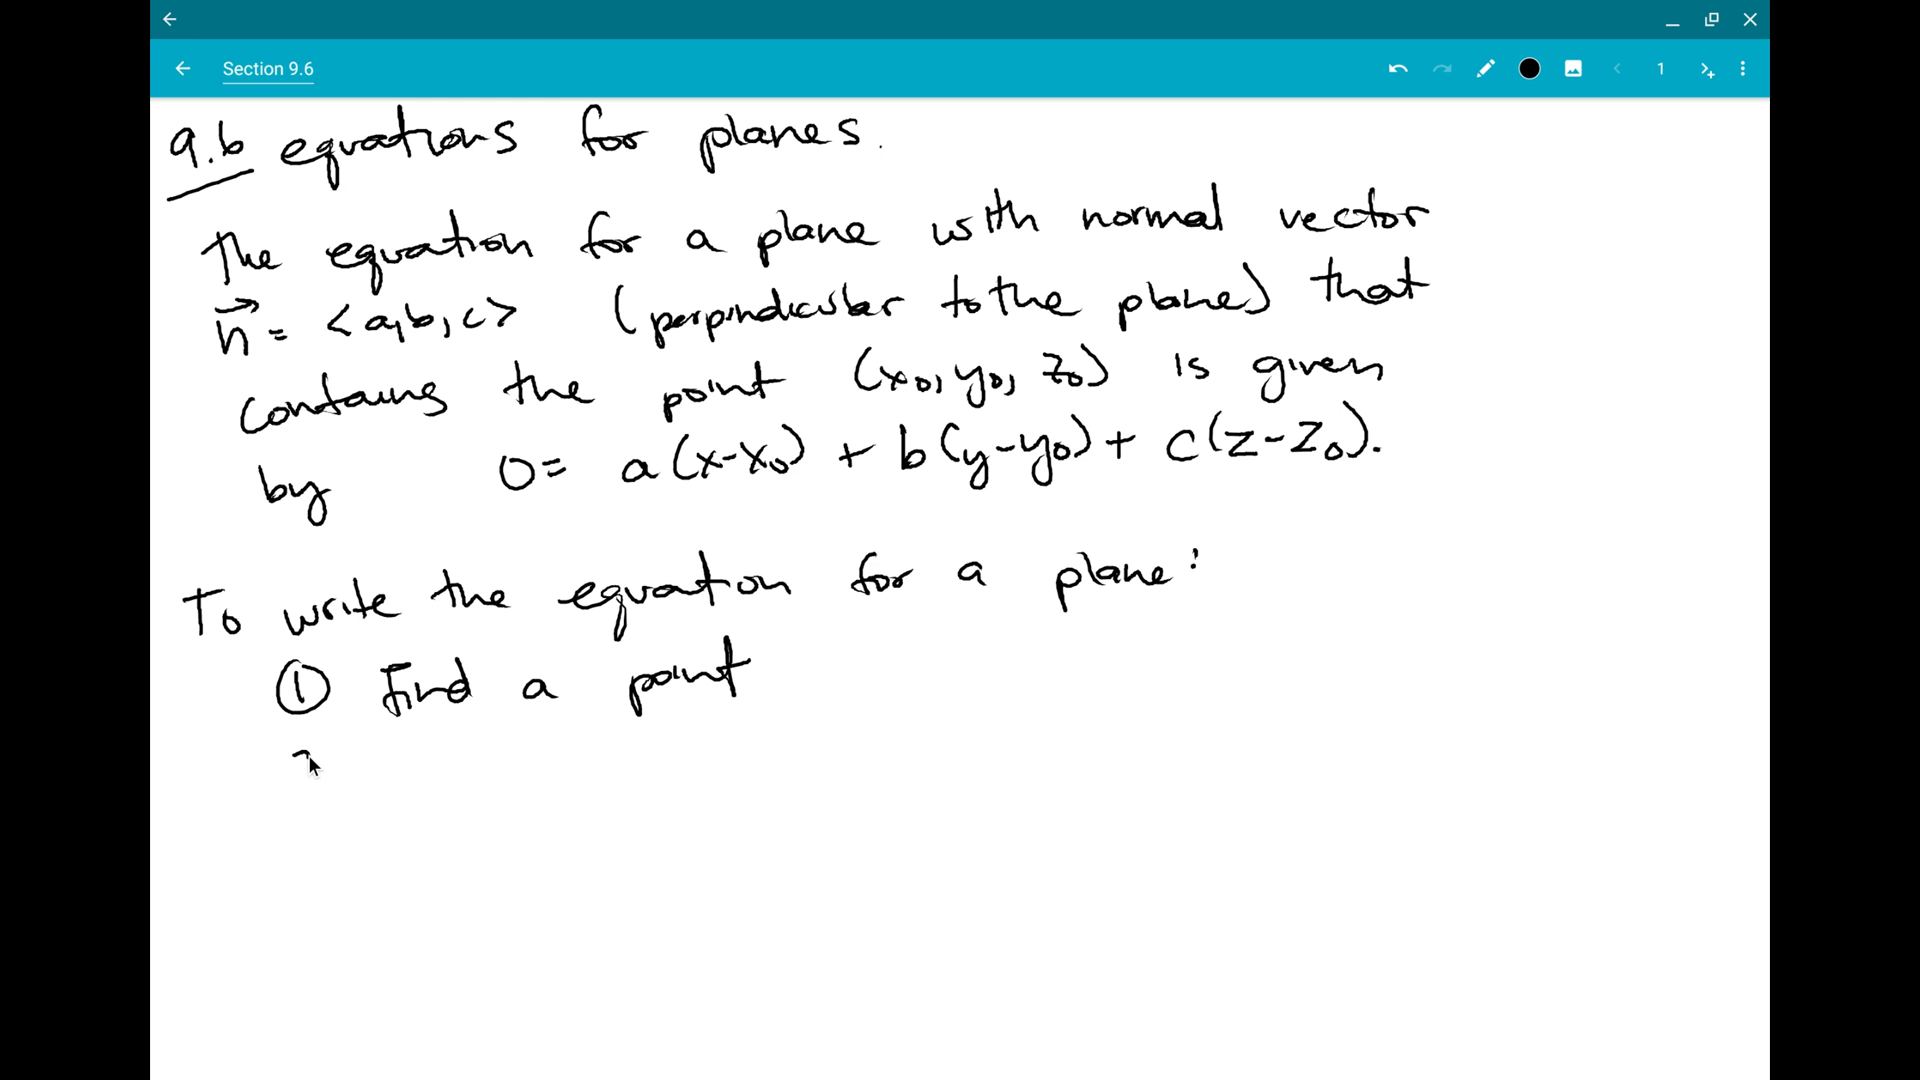 Section 9.6
1
9.6 equations for planes.
The equation for a plane with normal vector
n = <a,b,c> (perpindicular to the plane) that
contains the point (x0, y0, z0) is given
by 0 = a(x-x0) + b(y-y0) + c(z-z0).
To write the equation for a plane:
① Find a point